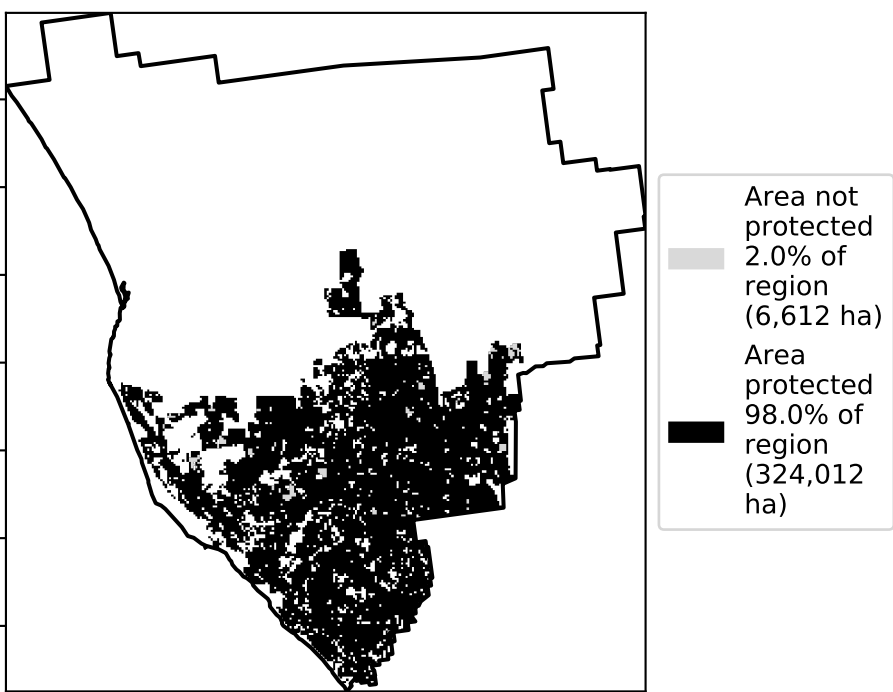 Area not
protected
2.0% of
region
(6,612 ha)
Area
protected
98.0% of
region
(324,012
ha)